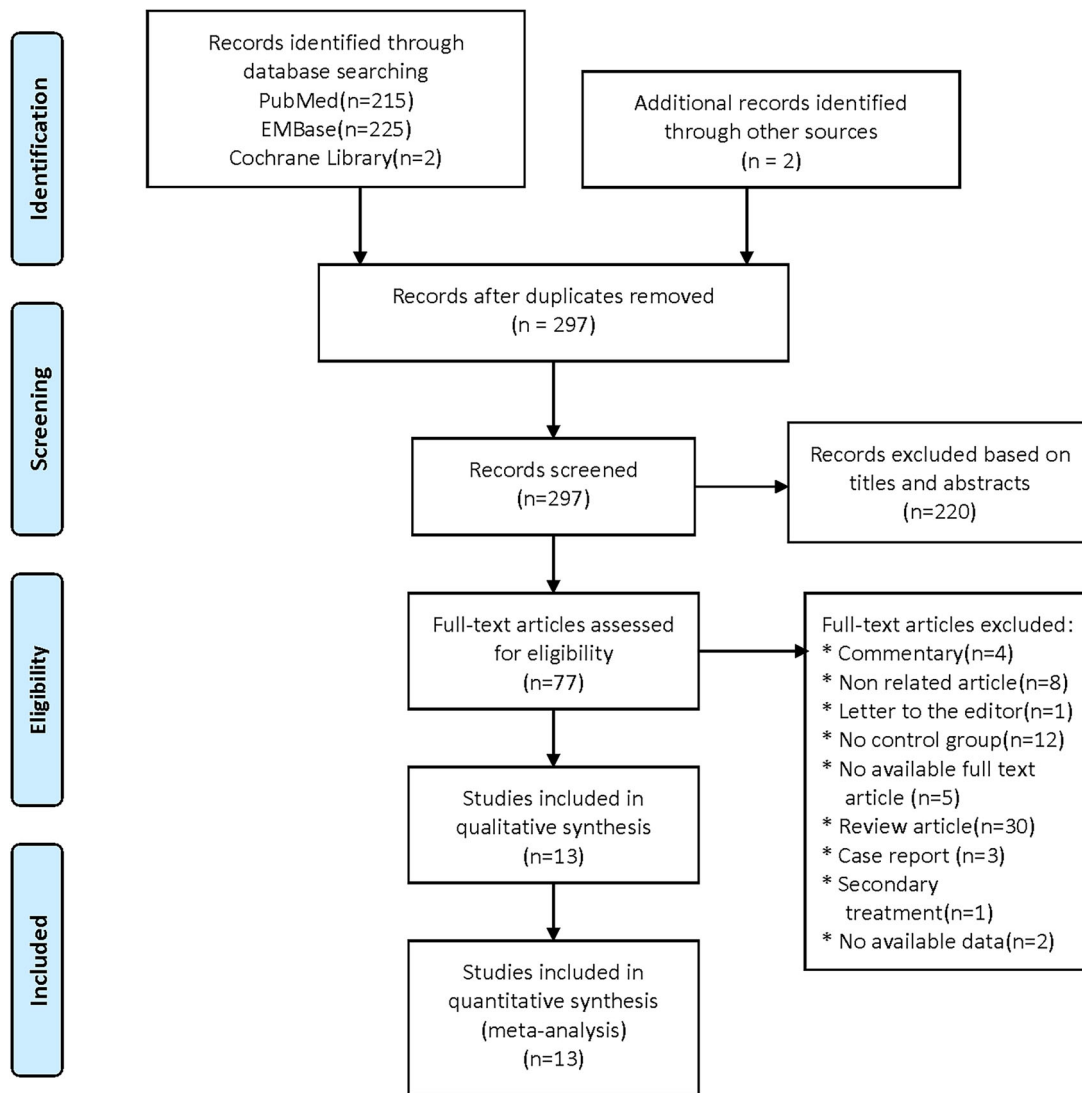 Identification
Records identified through
database searching
PubMed(n=215)
EMBase(n=225)
Cochrane Library(n=2)
Additional records identified
through other sources
(n = 2)
Records after duplicates removed
(n = 297)
Screening
Records screened
(n=297)
Records excluded based on
titles and abstracts
(n=220)
Eligibility
Full-text articles assessed
for eligibility
(n=77)
Full-text articles excluded:
* Commentary(n=4)
* Non related article(n=8)
* Letter to the editor(n=1)
* No control group(n=12)
* No available full text
article (n=5)
* Review article(n=30)
* Case report (n=3)
* Secondary
treatment(n=1)
* No available data(n=2)
Studies included in
qualitative synthesis
(n=13)
Included
Studies included in
quantitative synthesis
(meta-analysis)
(n=13)